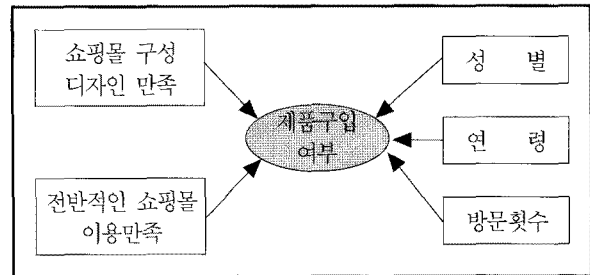 쇼핑몰 구성
디자인 만족
전반적인 쇼핑몰
이용만족
제품구입
여부
성 별
연 령
방문횟수